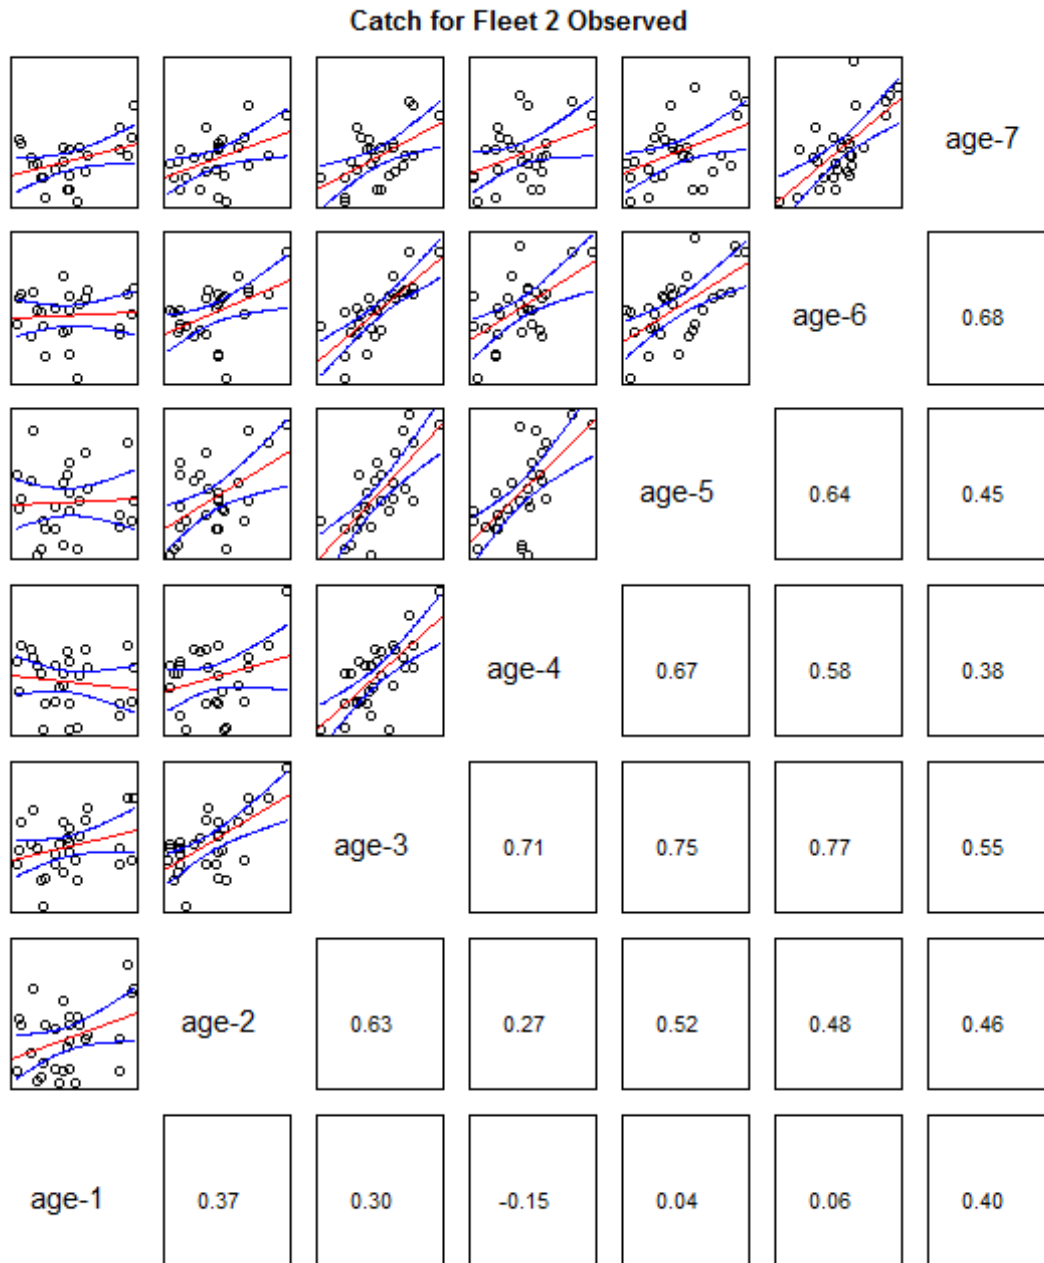 Catch for Fleet 2 Observed
age-7
age-6 0.68
age-5 0.64 0.45
age-4 0.67 0.58 0.38
age-3 0.71 0.75 0.77 0.55
age-2 0.63 0.27 0.52 0.48 0.46
age-1 0.37 0.30 -0.15 0.04 0.06 0.40